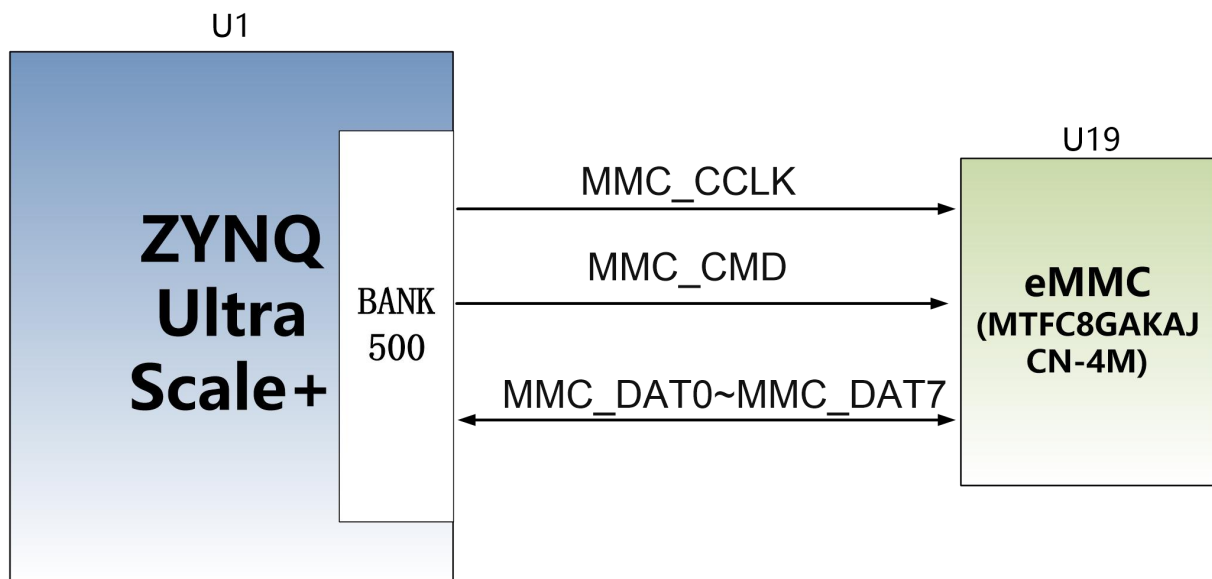 U1
ZYNQ
Ultra
Scale+
BANK
500
MMC_CCLK
MMC_CMD
MMC_DAT0~MMC_DAT7
U19
eMMC
(MTFC8GAKAJ
CN-4M)